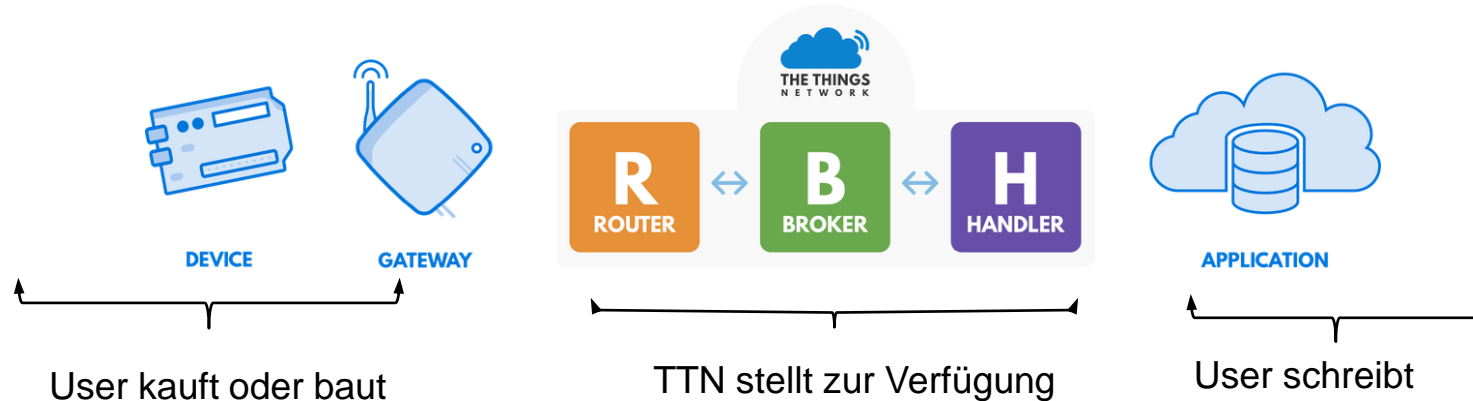 THE THINGS
NETWORK
R
ROUTER
B
BROKER
H
HANDLER
DEVICE
GATEWAY
APPLICATION
User kauft oder baut
TTN stellt zur Verfügung
User schreibt